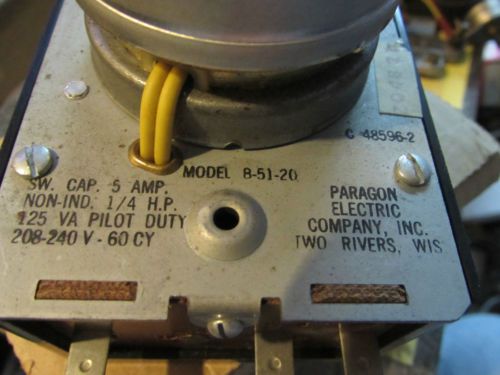 C 48596-2
MODEL 8-51-20
SW. CAP. 5 AMP.
NON-IND. 1/4 H.P.
125 VA PILOT DUTY
208-240 V - 60 CY
PARAGON
ELECTRIC
COMPANY, INC.
TWO RIVERS, WIS